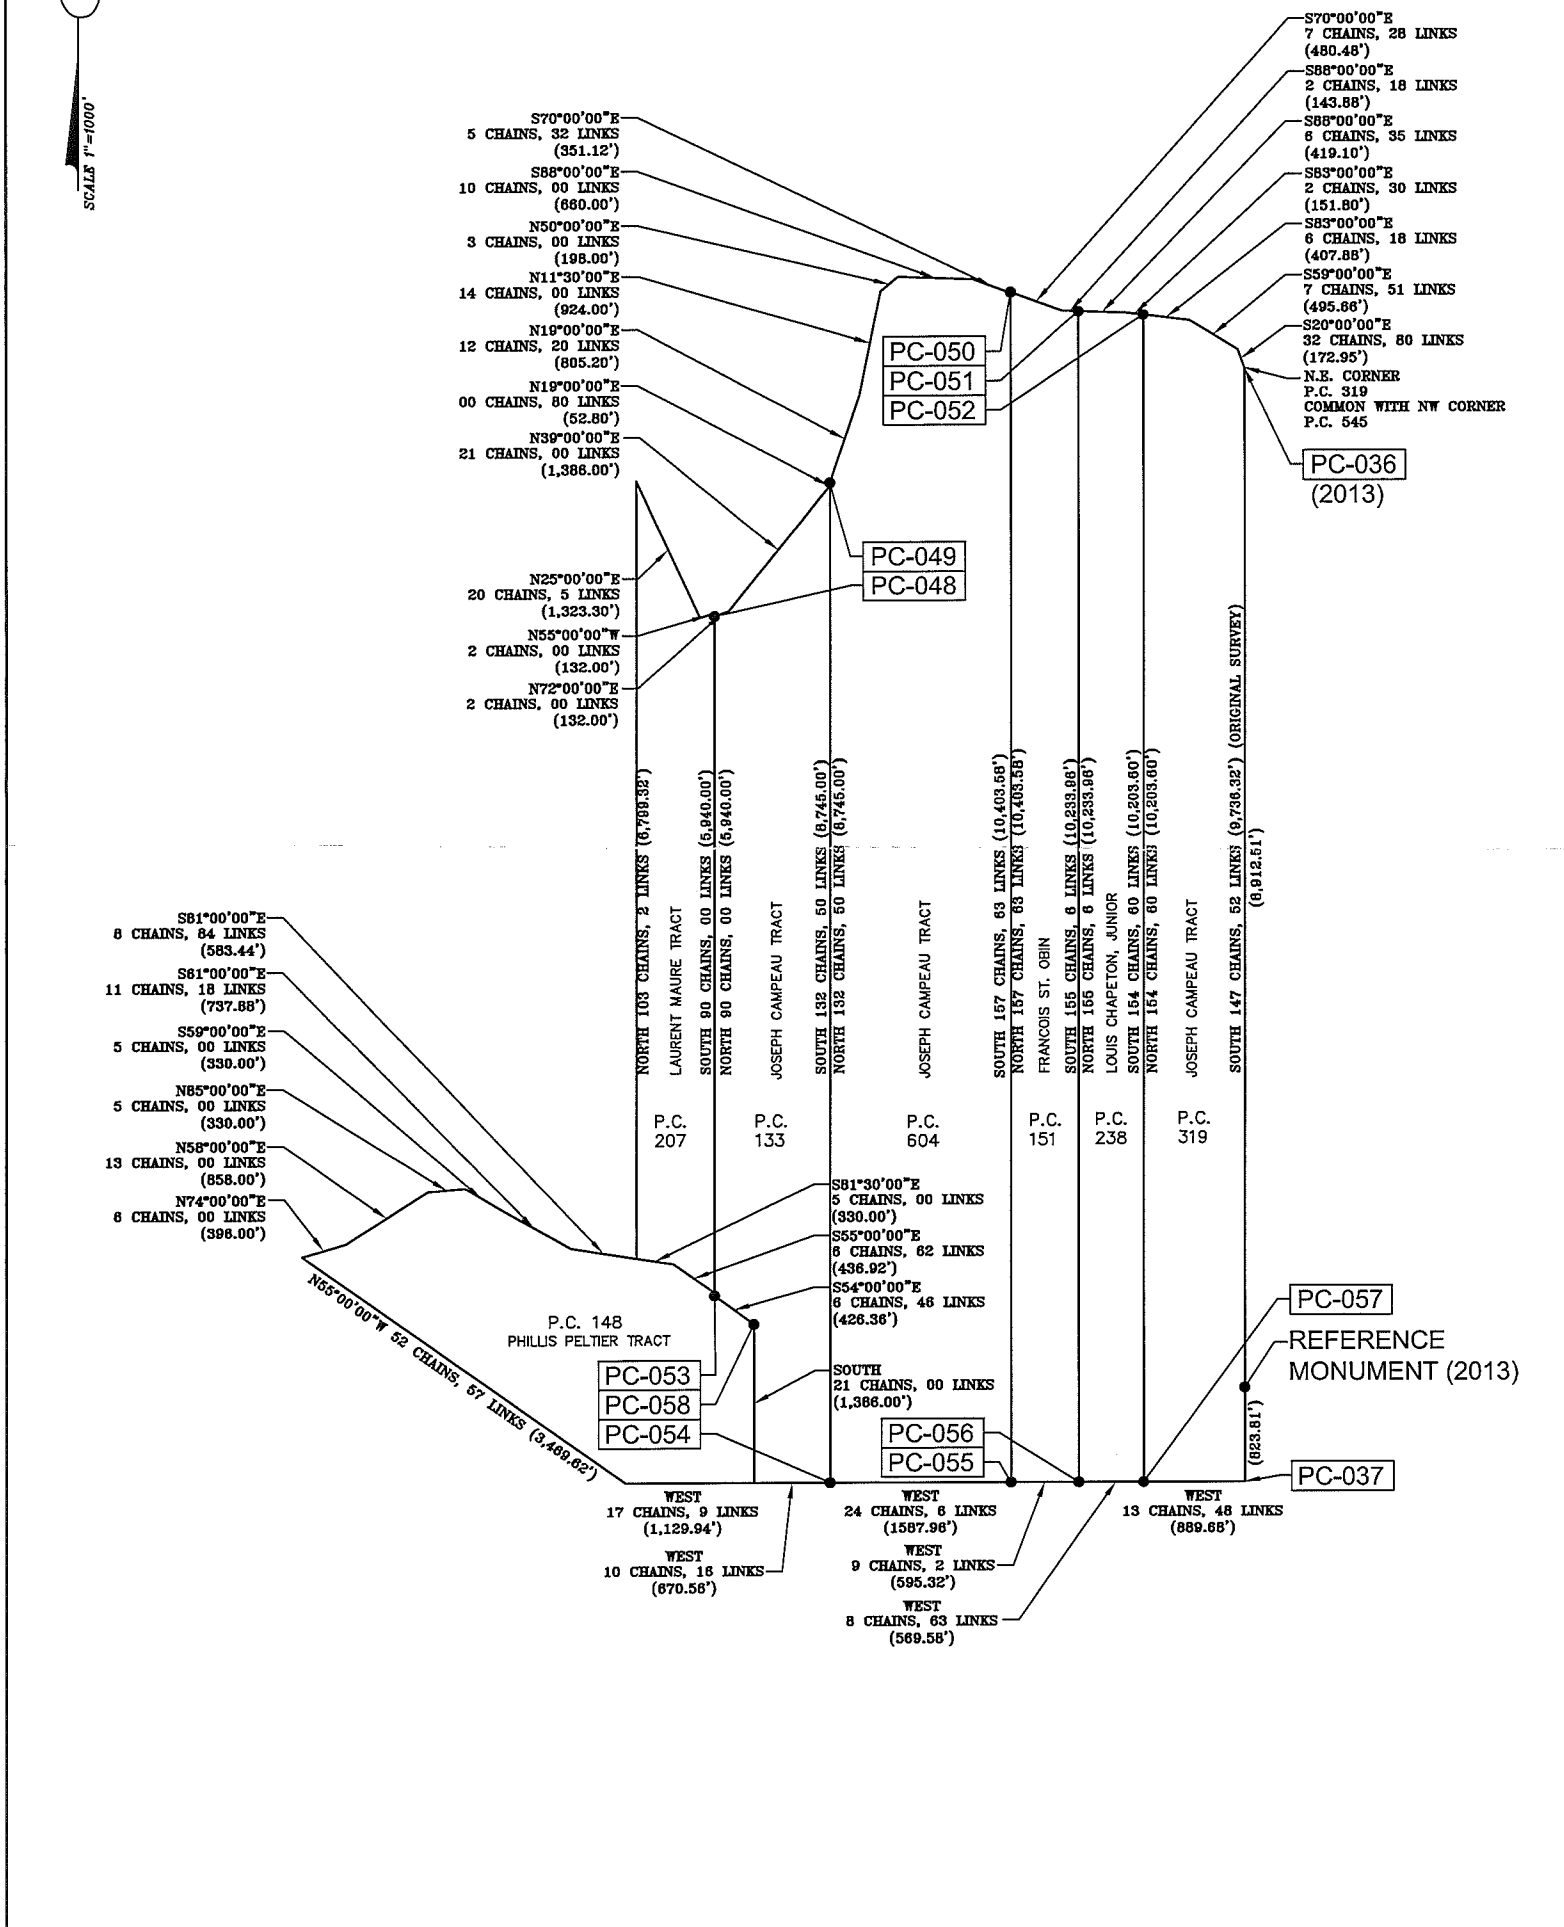 SCALE 1"=1000'
S70°00'00"E
7 CHAINS, 28 LINKS
(480.48')
S88°00'00"E
2 CHAINS, 18 LINKS
(143.88')
S88°00'00"E
6 CHAINS, 35 LINKS
(419.10')
S83°00'00"E
2 CHAINS, 30 LINKS
(151.80')
S83°00'00"E
6 CHAINS, 18 LINKS
(407.88')
S59°00'00"E
7 CHAINS, 51 LINKS
(495.66')
S20°00'00"E
32 CHAINS, 80 LINKS
(172.95')
N.E. CORNER
P.C. 319
COMMON WITH NW CORNER
P.C. 545
PC-036
(2013)
S70°00'00"E
5 CHAINS, 32 LINKS
(351.12')
S88°00'00"E
10 CHAINS, 00 LINKS
(660.00')
N50°00'00"E
3 CHAINS, 00 LINKS
(198.00')
N11°30'00"E
14 CHAINS, 00 LINKS
(924.00')
N19°00'00"E
12 CHAINS, 20 LINKS
(805.20')
N19°00'00"E
00 CHAINS, 80 LINKS
(52.80')
N39°00'00"E
21 CHAINS, 00 LINKS
(1,386.00')
N25°00'00"E
20 CHAINS, 5 LINKS
(1,323.30')
N55°00'00"W
2 CHAINS, 00 LINKS
(132.00')
N72°00'00"E
2 CHAINS, 00 LINKS
(132.00')
PC-050
PC-051
PC-052
PC-049
PC-048
NORTH 103 CHAINS, 2 LINKS (6,799.32')
LAURENT MAURE TRACT
SOUTH 90 CHAINS, 00 LINKS (5,940.00')
NORTH 90 CHAINS, 00 LINKS (5,940.00')
JOSEPH CAMPEAU TRACT
SOUTH 132 CHAINS, 50 LINKS (8,745.00')
NORTH 132 CHAINS, 50 LINKS (8,745.00')
JOSEPH CAMPEAU TRACT
SOUTH 157 CHAINS, 63 LINKS (10,403.58')
NORTH 157 CHAINS, 63 LINKS (10,403.58')
FRANCOIS ST. OBIN
SOUTH 155 CHAINS, 6 LINKS (10,233.96')
NORTH 155 CHAINS, 6 LINKS (10,233.96')
LOUIS CHAPETON, JUNIOR
SOUTH 154 CHAINS, 60 LINKS (10,203.60')
NORTH 154 CHAINS, 60 LINKS (10,203.60')
JOSEPH CAMPEAU TRACT
SOUTH 147 CHAINS, 52 LINKS (9,736.32') (ORIGINAL SURVEY)
(8,912.51')
P.C.
207
P.C.
133
P.C.
604
P.C.
151
P.C.
238
P.C.
319
S81°00'00"E
8 CHAINS, 84 LINKS
(583.44')
S61°00'00"E
11 CHAINS, 18 LINKS
(737.88')
S59°00'00"E
5 CHAINS, 00 LINKS
(330.00')
N85°00'00"E
5 CHAINS, 00 LINKS
(330.00')
N58°00'00"E
13 CHAINS, 00 LINKS
(858.00')
N74°00'00"E
6 CHAINS, 00 LINKS
(396.00')
S81°30'00"E
5 CHAINS, 00 LINKS
(330.00')
S55°00'00"E
6 CHAINS, 62 LINKS
(436.92')
S54°00'00"E
6 CHAINS, 46 LINKS
(426.36')
N55°00'00"W 52 CHAINS, 57 LINKS (3,469.62')
P.C. 148
PHILLIS PELTIER TRACT
PC-053
PC-058
PC-054
SOUTH
21 CHAINS, 00 LINKS
(1,386.00')
PC-056
PC-055
PC-057
REFERENCE
MONUMENT (2013)
(823.81')
PC-037
WEST
17 CHAINS, 9 LINKS
(1,129.94')
WEST
10 CHAINS, 16 LINKS
(670.56')
WEST
24 CHAINS, 6 LINKS
(1587.96')
WEST
9 CHAINS, 2 LINKS
(595.32')
WEST
8 CHAINS, 63 LINKS
(569.58')
WEST
13 CHAINS, 48 LINKS
(889.68')